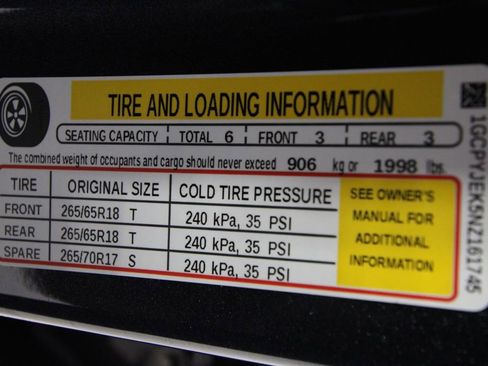 TIRE AND LOADING INFORMATION
SEATING CAPACITY TOTAL 6 FRONT 3 REAR 3
The combined weight of occupants and cargo should never exceed 906 kg or 1998 lbs.
TIRE ORIGINAL SIZE COLD TIRE PRESSURE
FRONT 265/65R18 T 240 kPa, 35 PSI
REAR 265/65R18 T 240 kPa, 35 PSI
SPARE 265/70R17 S 240 kPa, 35 PSI
SEE OWNER'S
MANUAL FOR
ADDITIONAL
INFORMATION
1GCPYJEK5NZ161745